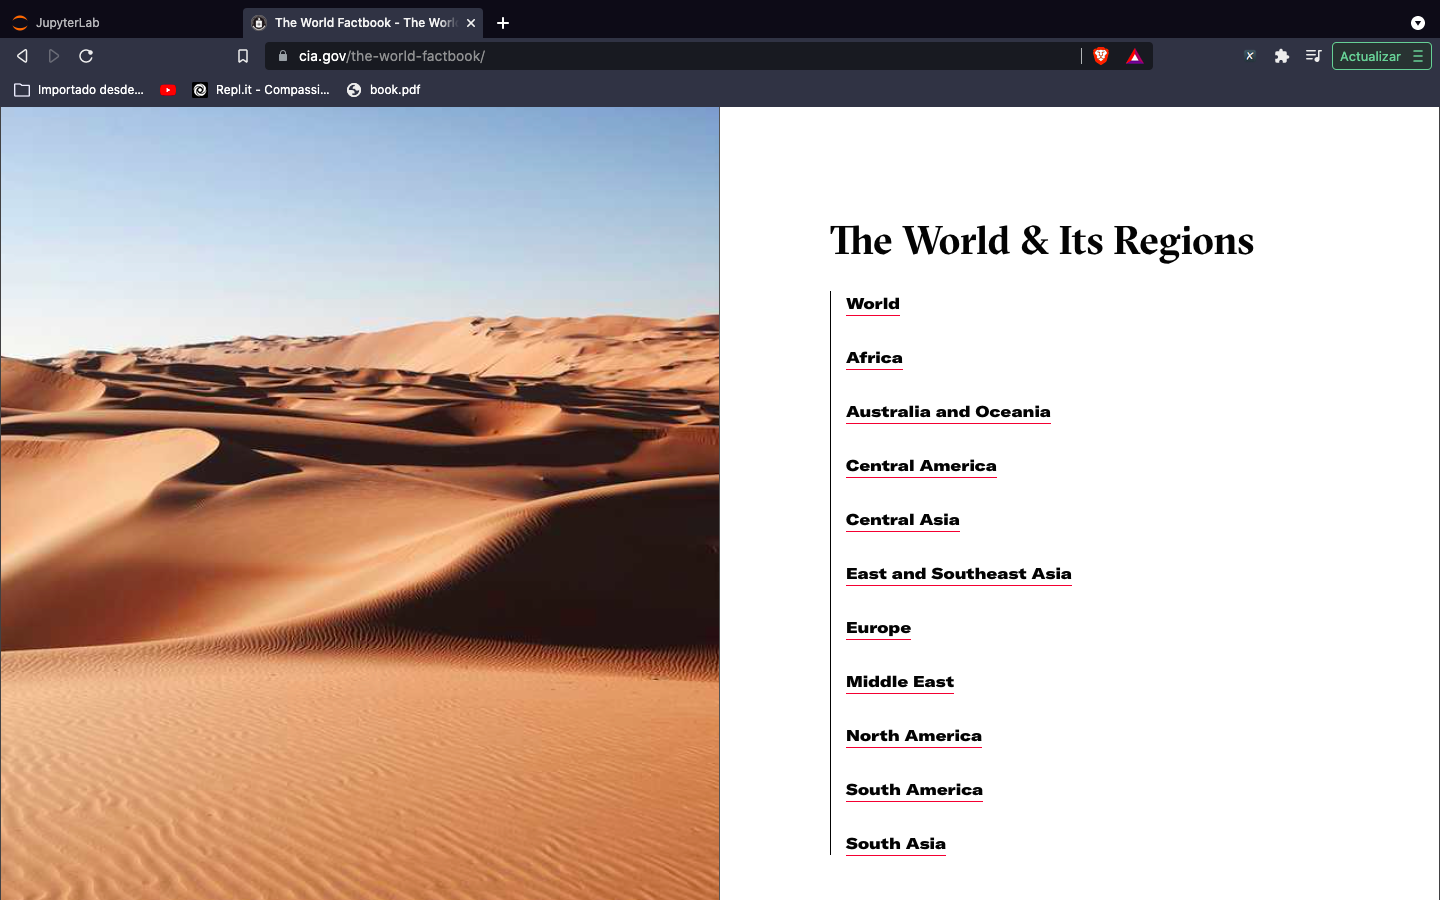 JupyterLab
The World Factbook - The Worl
cia.gov/the-world-factbook/
Actualizar
Importado desde...
Repl.it - Compassi...
book.pdf
The World & Its Regions
World
Africa
Australia and Oceania
Central America
Central Asia
East and Southeast Asia
Europe
Middle East
North America
South America
South Asia